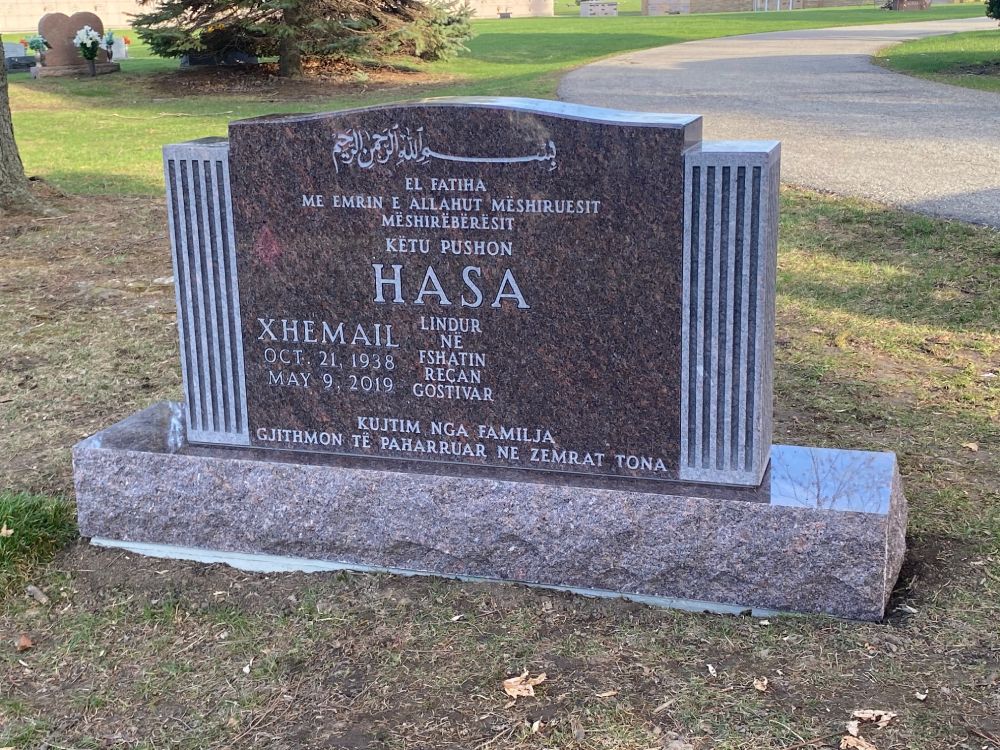 بسم الله الرحمن الرحيم
EL FATIHA
ME EMRIN E ALLAHUT MËSHIRUESIT
MËSHIRËBËRËSIT
KËTU PUSHON
HASA
XHEMAIL
OCT. 21, 1938
MAY 9, 2019
LINDUR
NË
FSHATIN
REÇAN
GOSTIVAR
KUJTIM NGA FAMILJA
GJITHMON TË PAHARRUAR NE ZEMRAT TONA